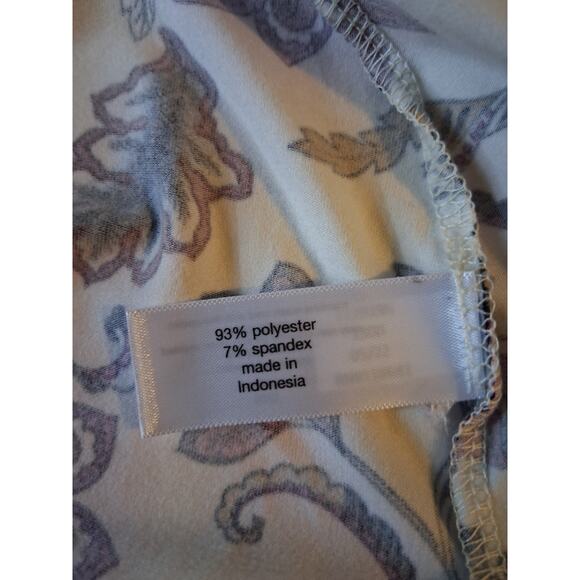 93% polyester
7% spandex
made in
Indonesia